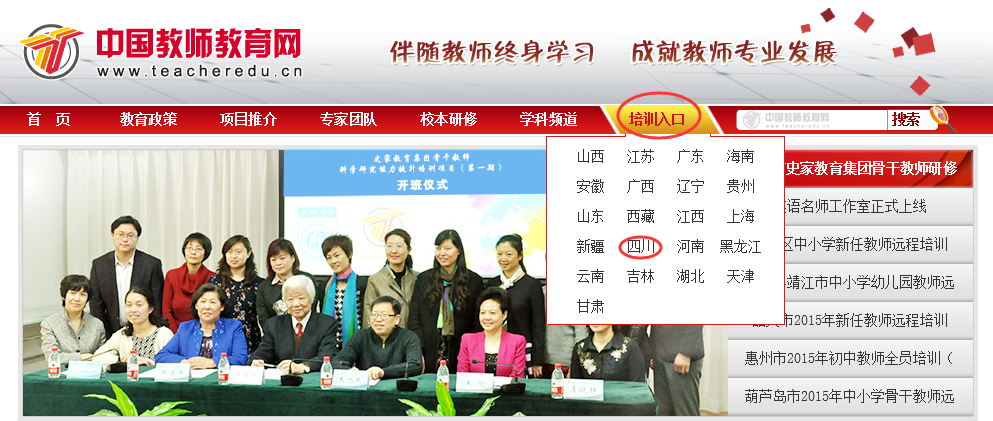 中国教师教育网
www.teacheredu.cn
伴随教师终身学习 成就教师专业发展
首 页 教育政策 项目推介 专家团队 校本研修 学科频道 培训入口 中国教师教育网 搜索
www.teacheredu.cn
史家教育集团骨干教师
科学研究能力提升培训项目（第一期）
开班仪式
山西 江苏 广东 海南
安徽 广西 辽宁 贵州
山东 西藏 江西 上海
新疆 四川 河南 黑龙江
云南 吉林 湖北 天津
甘肃
史家教育集团骨干教师研修
语名师工作室正式上线
区中小学新任教师远程培训
靖江市中小学幼儿园教师远
市2015年新任教师远程培训
惠州市2015年初中教师全员培训（
葫芦岛市2015年中小学骨干教师远